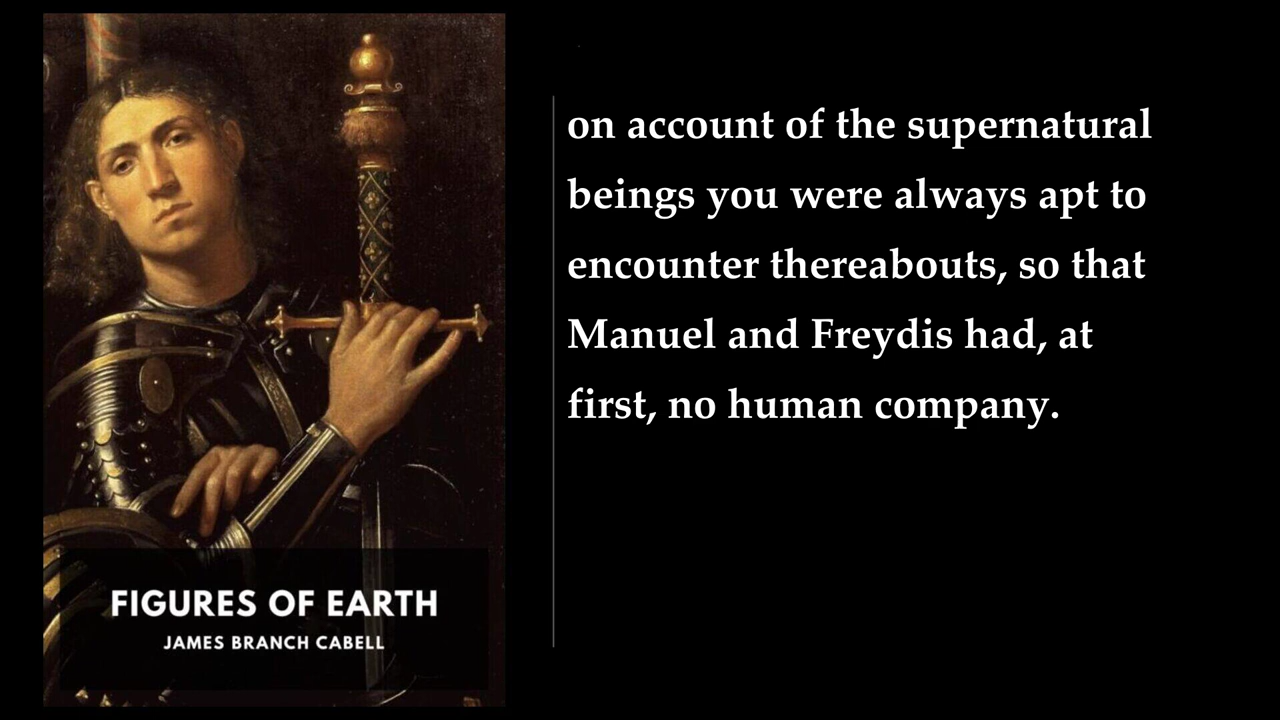 on account of the supernatural
beings you were always apt to
encounter thereabouts, so that
Manuel and Freydis had, at
first, no human company.
FIGURES OF EARTH
JAMES BRANCH CABELL